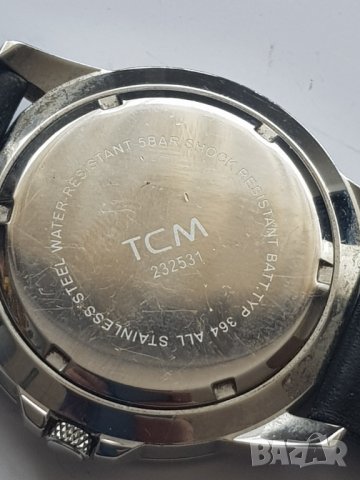 WATER-RESISTANT 5BAR SHOCK RESISTANT BATT.TYP 364 ALL STAINLESS STEEL
TCM
232531
BAZAR